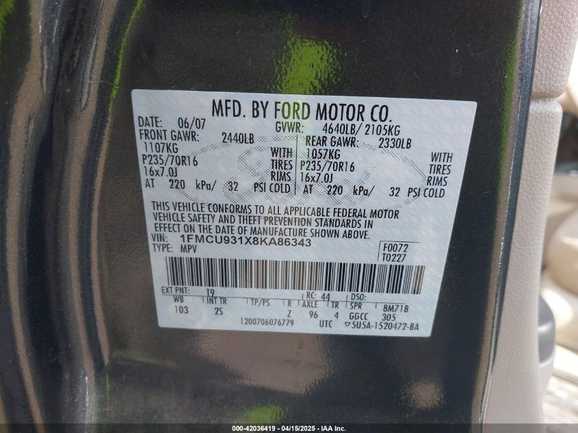 MFD. BY FORD MOTOR CO.
DATE: 06/07 GVWR: 4640LB/ 2105KG
FRONT GAWR: 2440LB REAR GAWR: 2330LB
1107KG WITH 1057KG WITH
P235/70R16 TIRES P235/70R16 TIRES
16x7.0J RIMS 16x7.0J RIMS
AT 220 kPa/ 32 PSI COLD AT 220 kPa/ 32 PSI COLD
THIS VEHICLE CONFORMS TO ALL APPLICABLE FEDERAL MOTOR
VEHICLE SAFETY AND THEFT PREVENTION STANDARDS IN
EFFECT ON THE DATE OF MANUFACTURE SHOWN ABOVE.
VIN: 1FMCU931X8KA86343 F0072
TYPE: MPV T0227
EXT PNT: T9 RC: 44 DSO:
WB INT TR TP/PS R AXLE TR SPR 8M71B
103 2S Z 96 4 GGCC 305
1200706076779 UTC 5U5A-1520472-BA
000-42036419 - 04/15/2025 - IAA Inc.